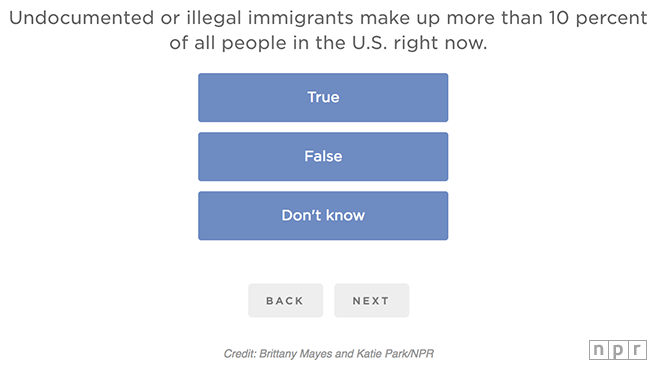 Undocumented or illegal immigrants make up more than 10 percent
of all people in the U.S. right now.
True
False
Don't know
BACK NEXT
Credit: Brittany Mayes and Katie Park/NPR
npr